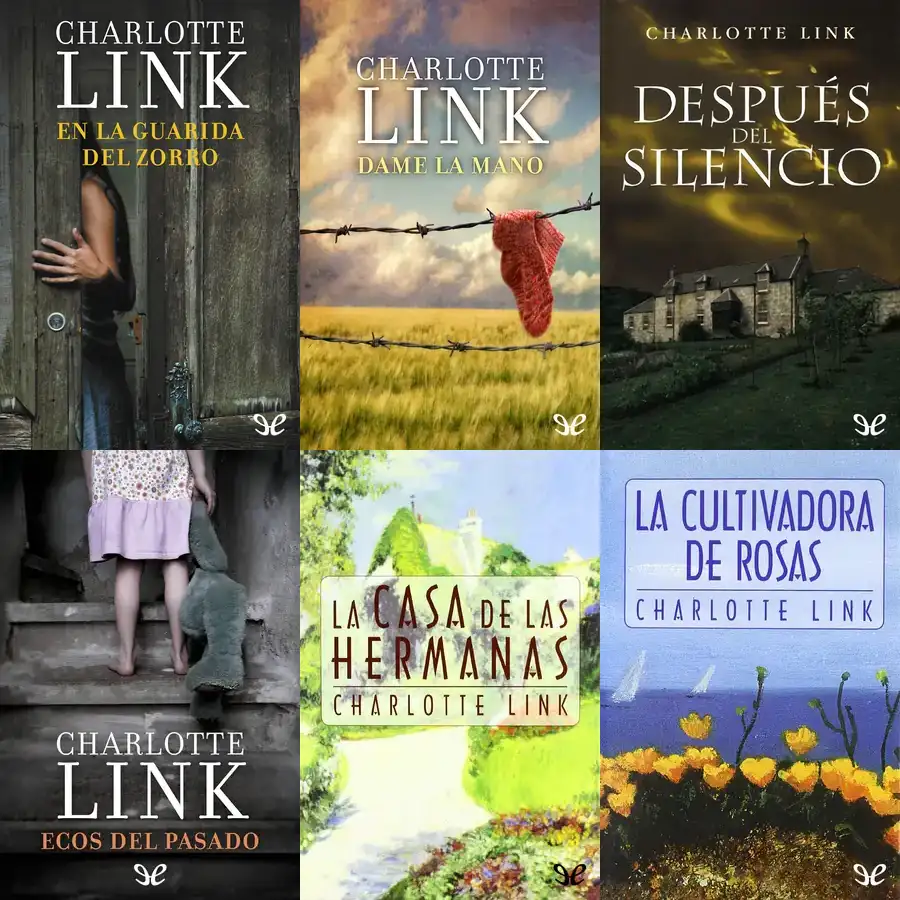 CHARLOTTE
LINK
EN LA GUARIDA
DEL ZORRO
CHARLOTTE
LINK
DAME LA MANO
CHARLOTTE LINK
DESPUÉS
DEL
SILENCIO
CHARLOTTE
LINK
ECOS DEL PASADO
LA CASA DE LAS
HERMANAS
CHARLOTTE LINK
LA CULTIVADORA
DE ROSAS
CHARLOTTE LINK